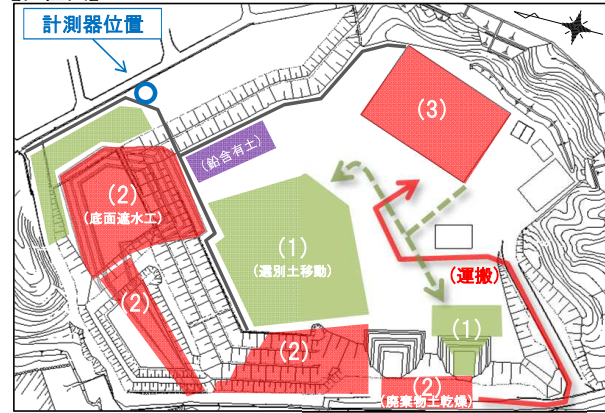 計測器位置
(3)
(鉛含有土)
(2)
(底面遮水工)
(1)
(選別土移動)
(運搬)
(2)
(1)
(2)
(2)
(廃棄物土乾燥)